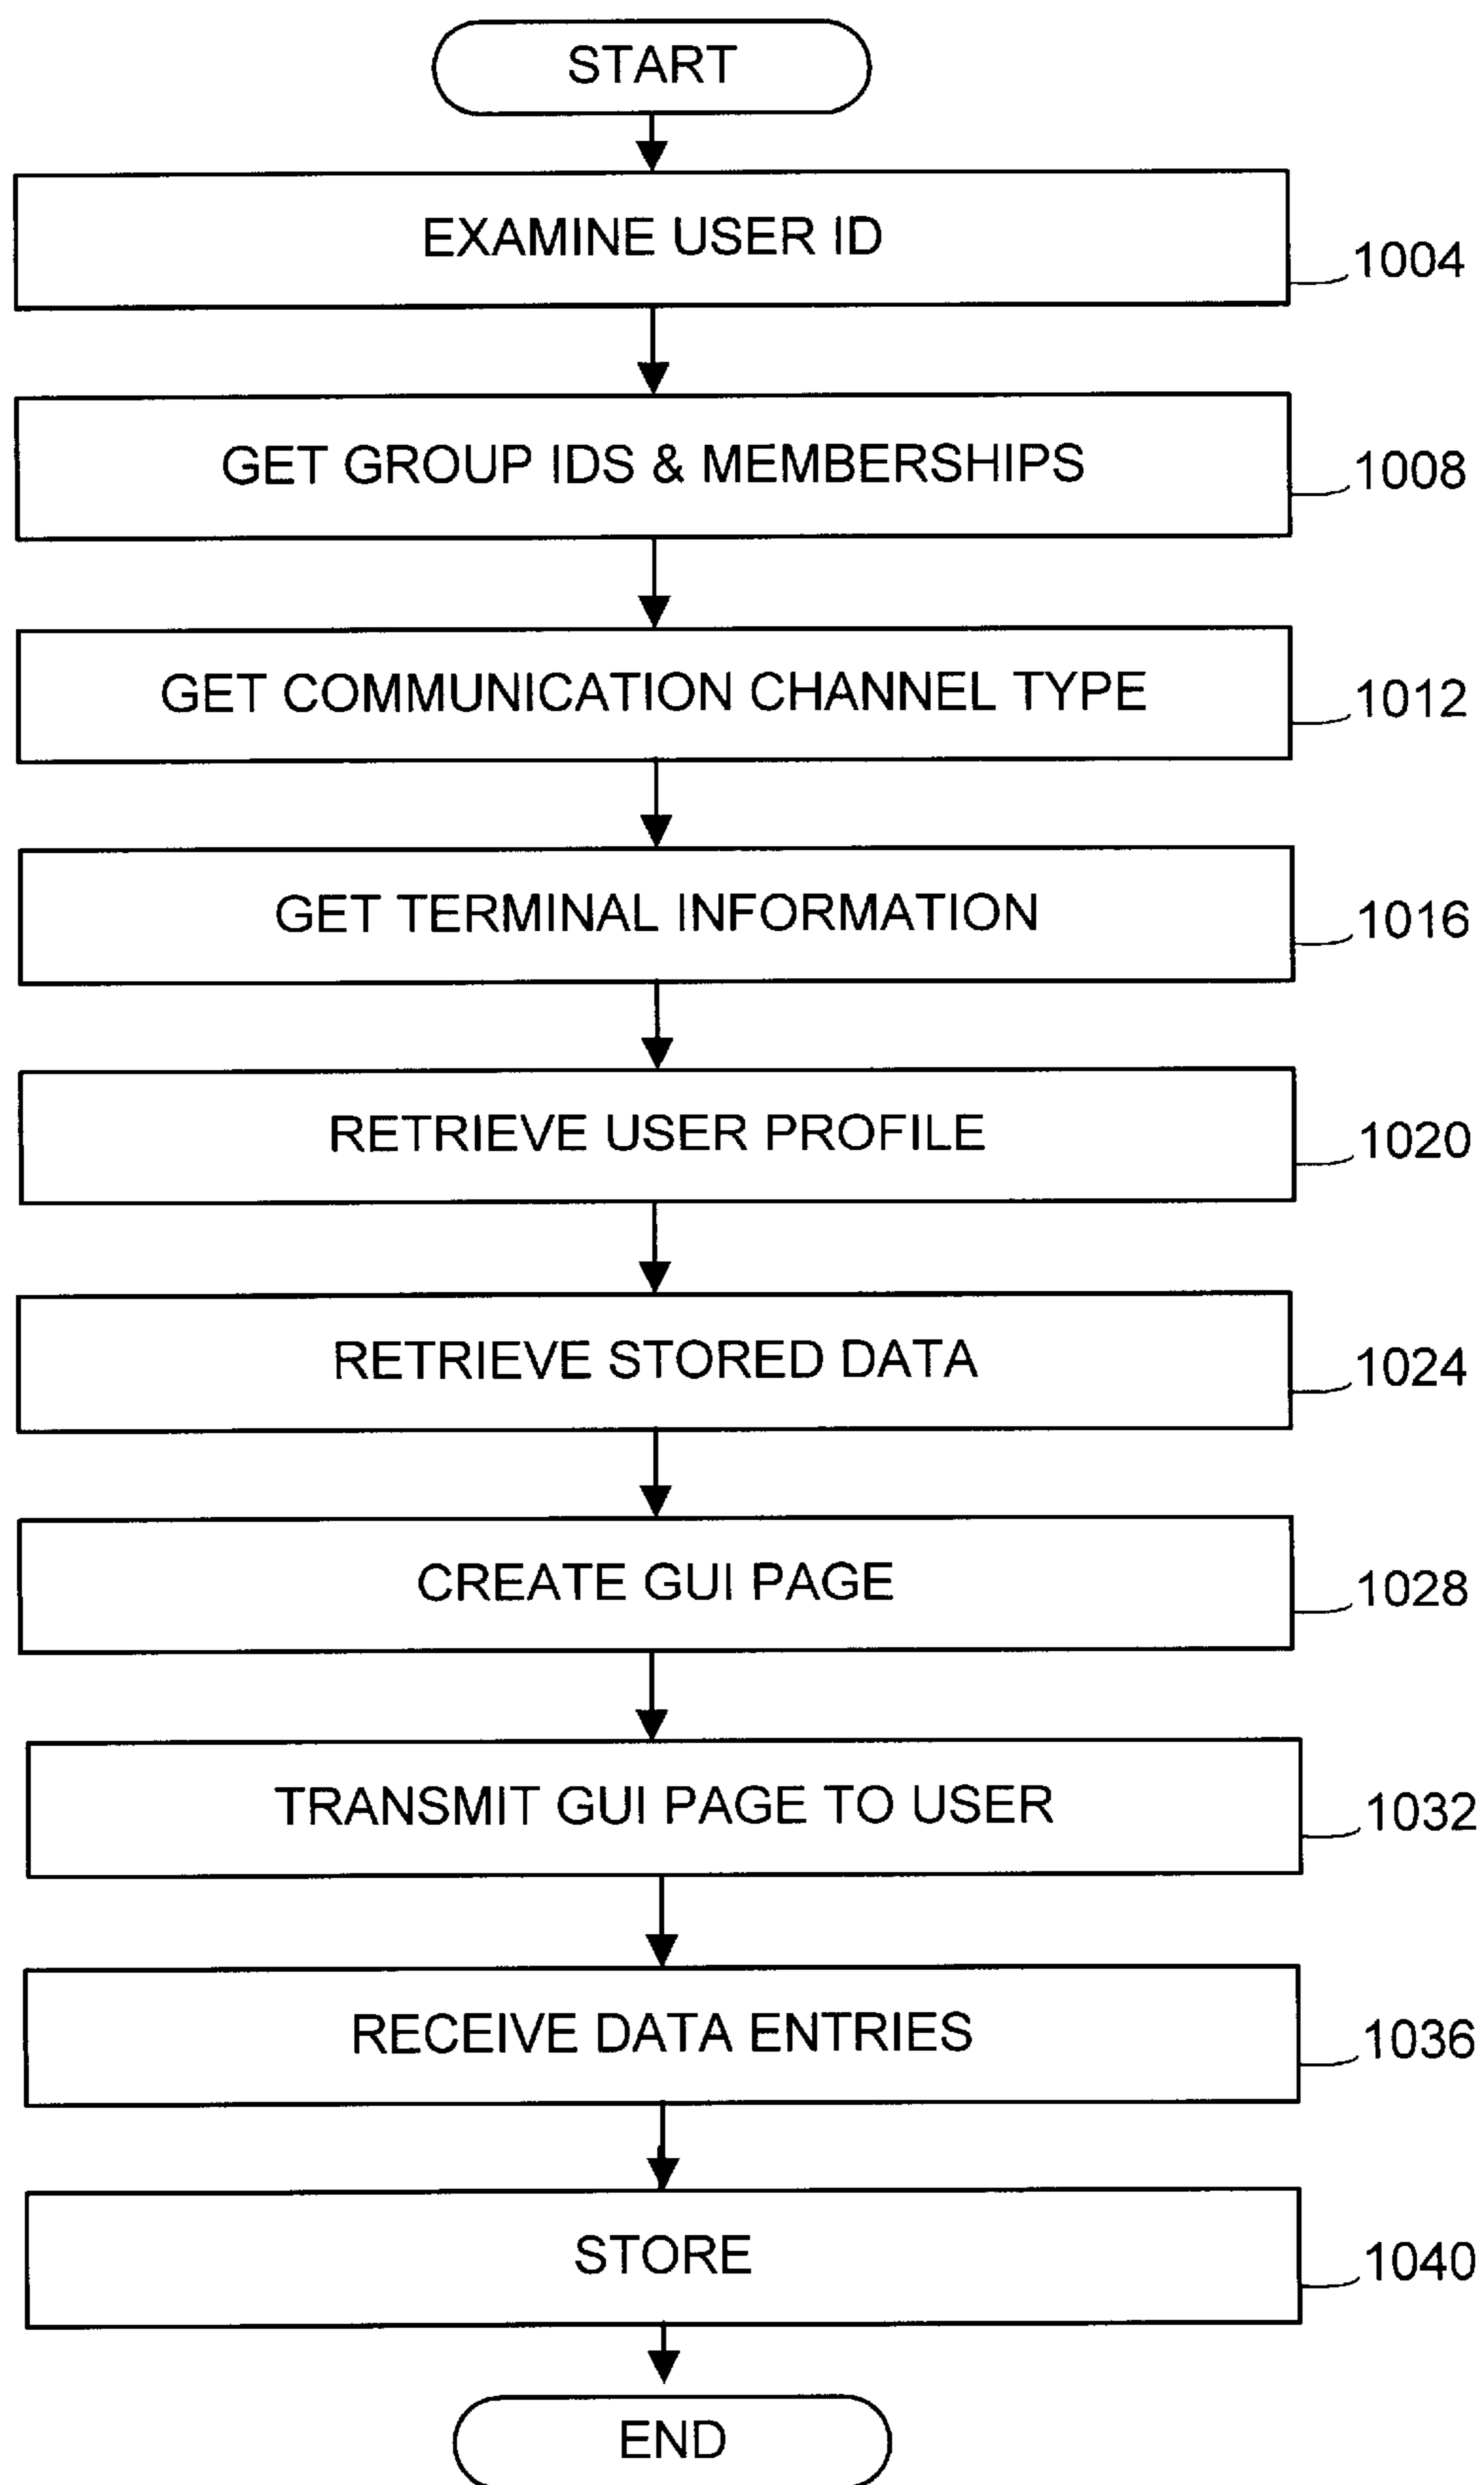 START
EXAMINE USER ID
1004
GET GROUP IDS & MEMBERSHIPS
1008
GET COMMUNICATION CHANNEL TYPE
1012
GET TERMINAL INFORMATION
1016
RETRIEVE USER PROFILE
1020
RETRIEVE STORED DATA
1024
CREATE GUI PAGE
1028
TRANSMIT GUI PAGE TO USER
1032
RECEIVE DATA ENTRIES
1036
STORE
1040
END